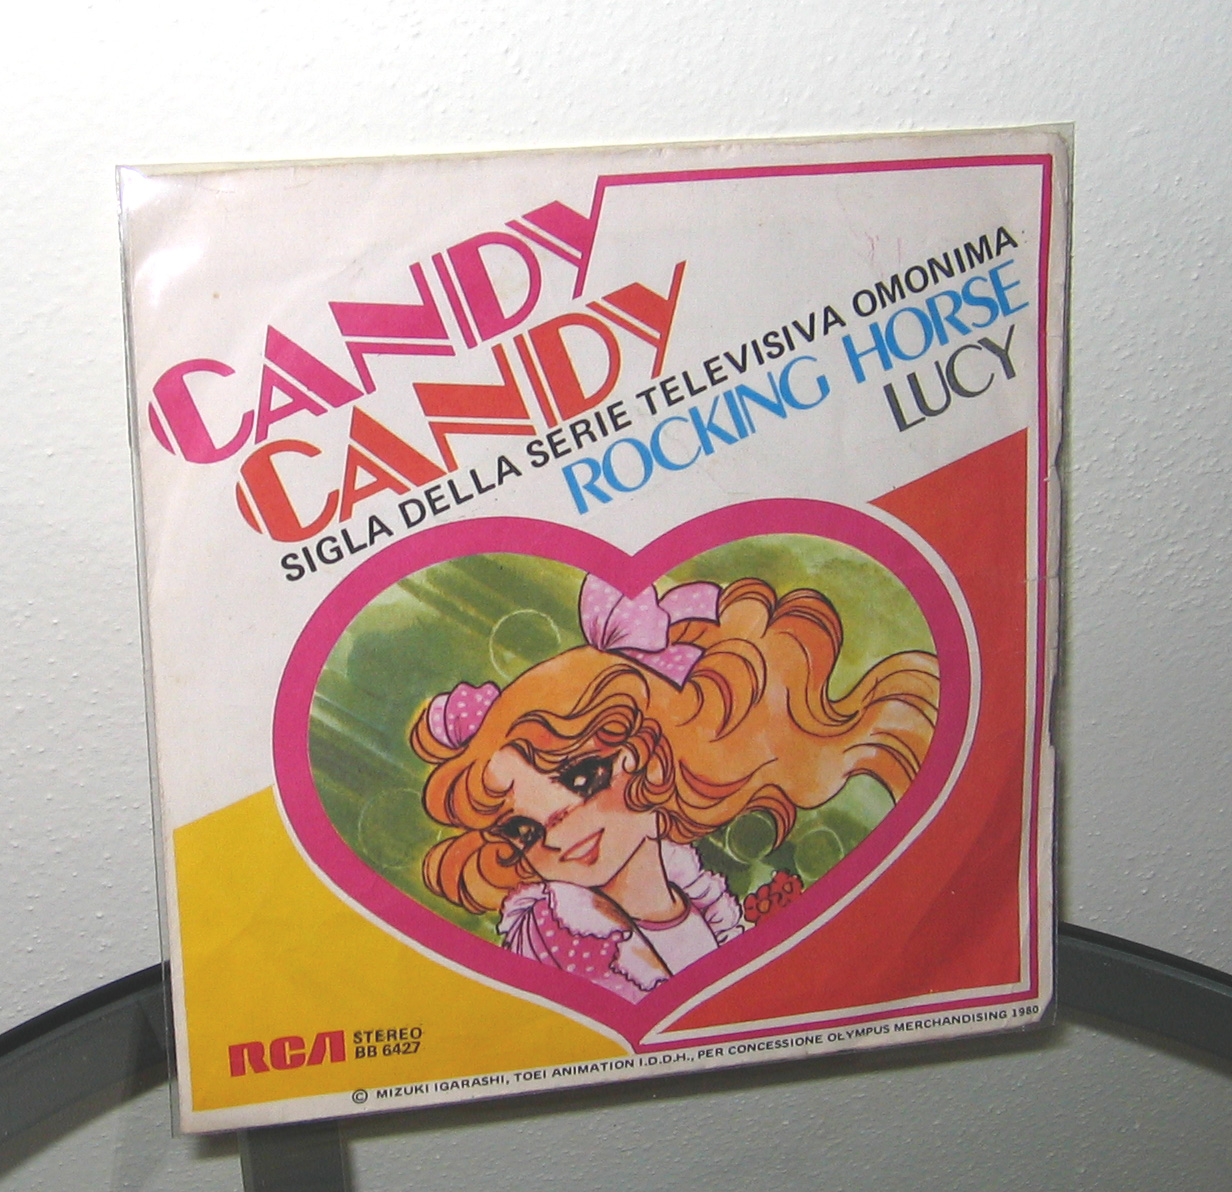 CANDY
CANDY
SIGLA DELLA SERIE TELEVISIVA OMONIMA
ROCKING HORSE
LUCY
RCA STEREO
BB 6427
© MIZUKI IGARASHI, TOEI ANIMATION I.D.D.H., PER CONCESSIONE OLYMPUS MERCHANDISING 1980